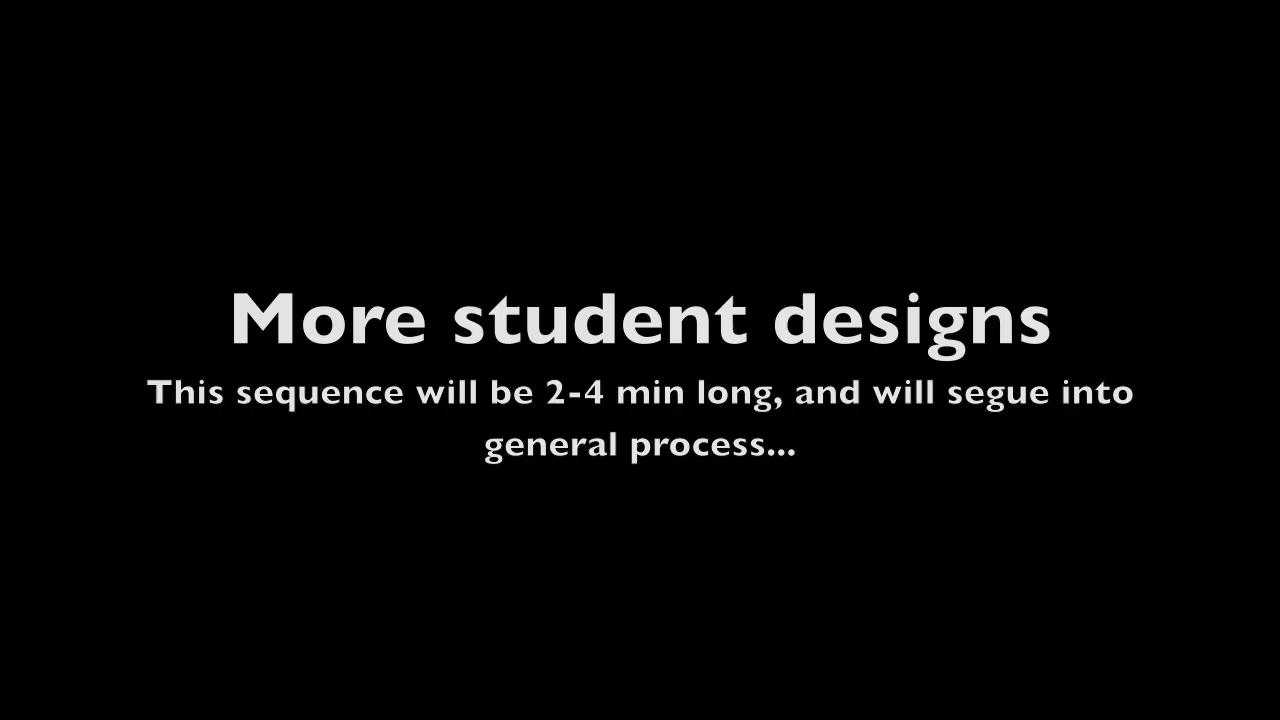 More student designs
This sequence will be 2-4 min long, and will segue into
general process...